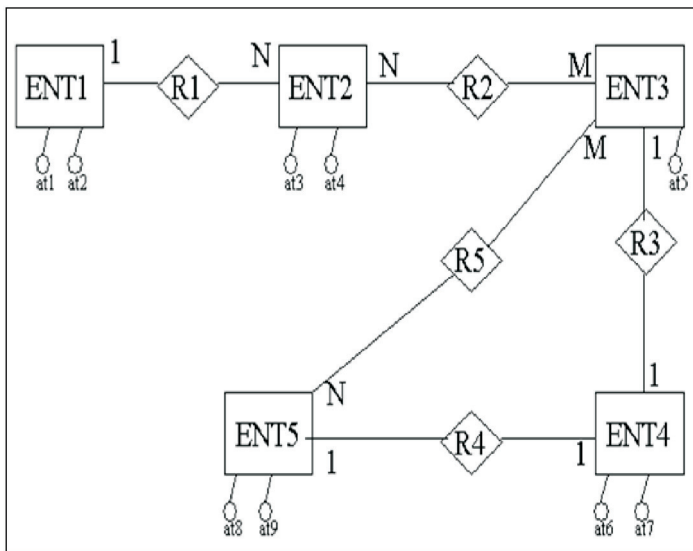 1 N N M
ENT1 R1 ENT2 R2 ENT3
M 1
at1 at2 at3 at4 at5
R3
R5
1
N
ENT5 R4 ENT4
1 1
at8 at9 at6 at7